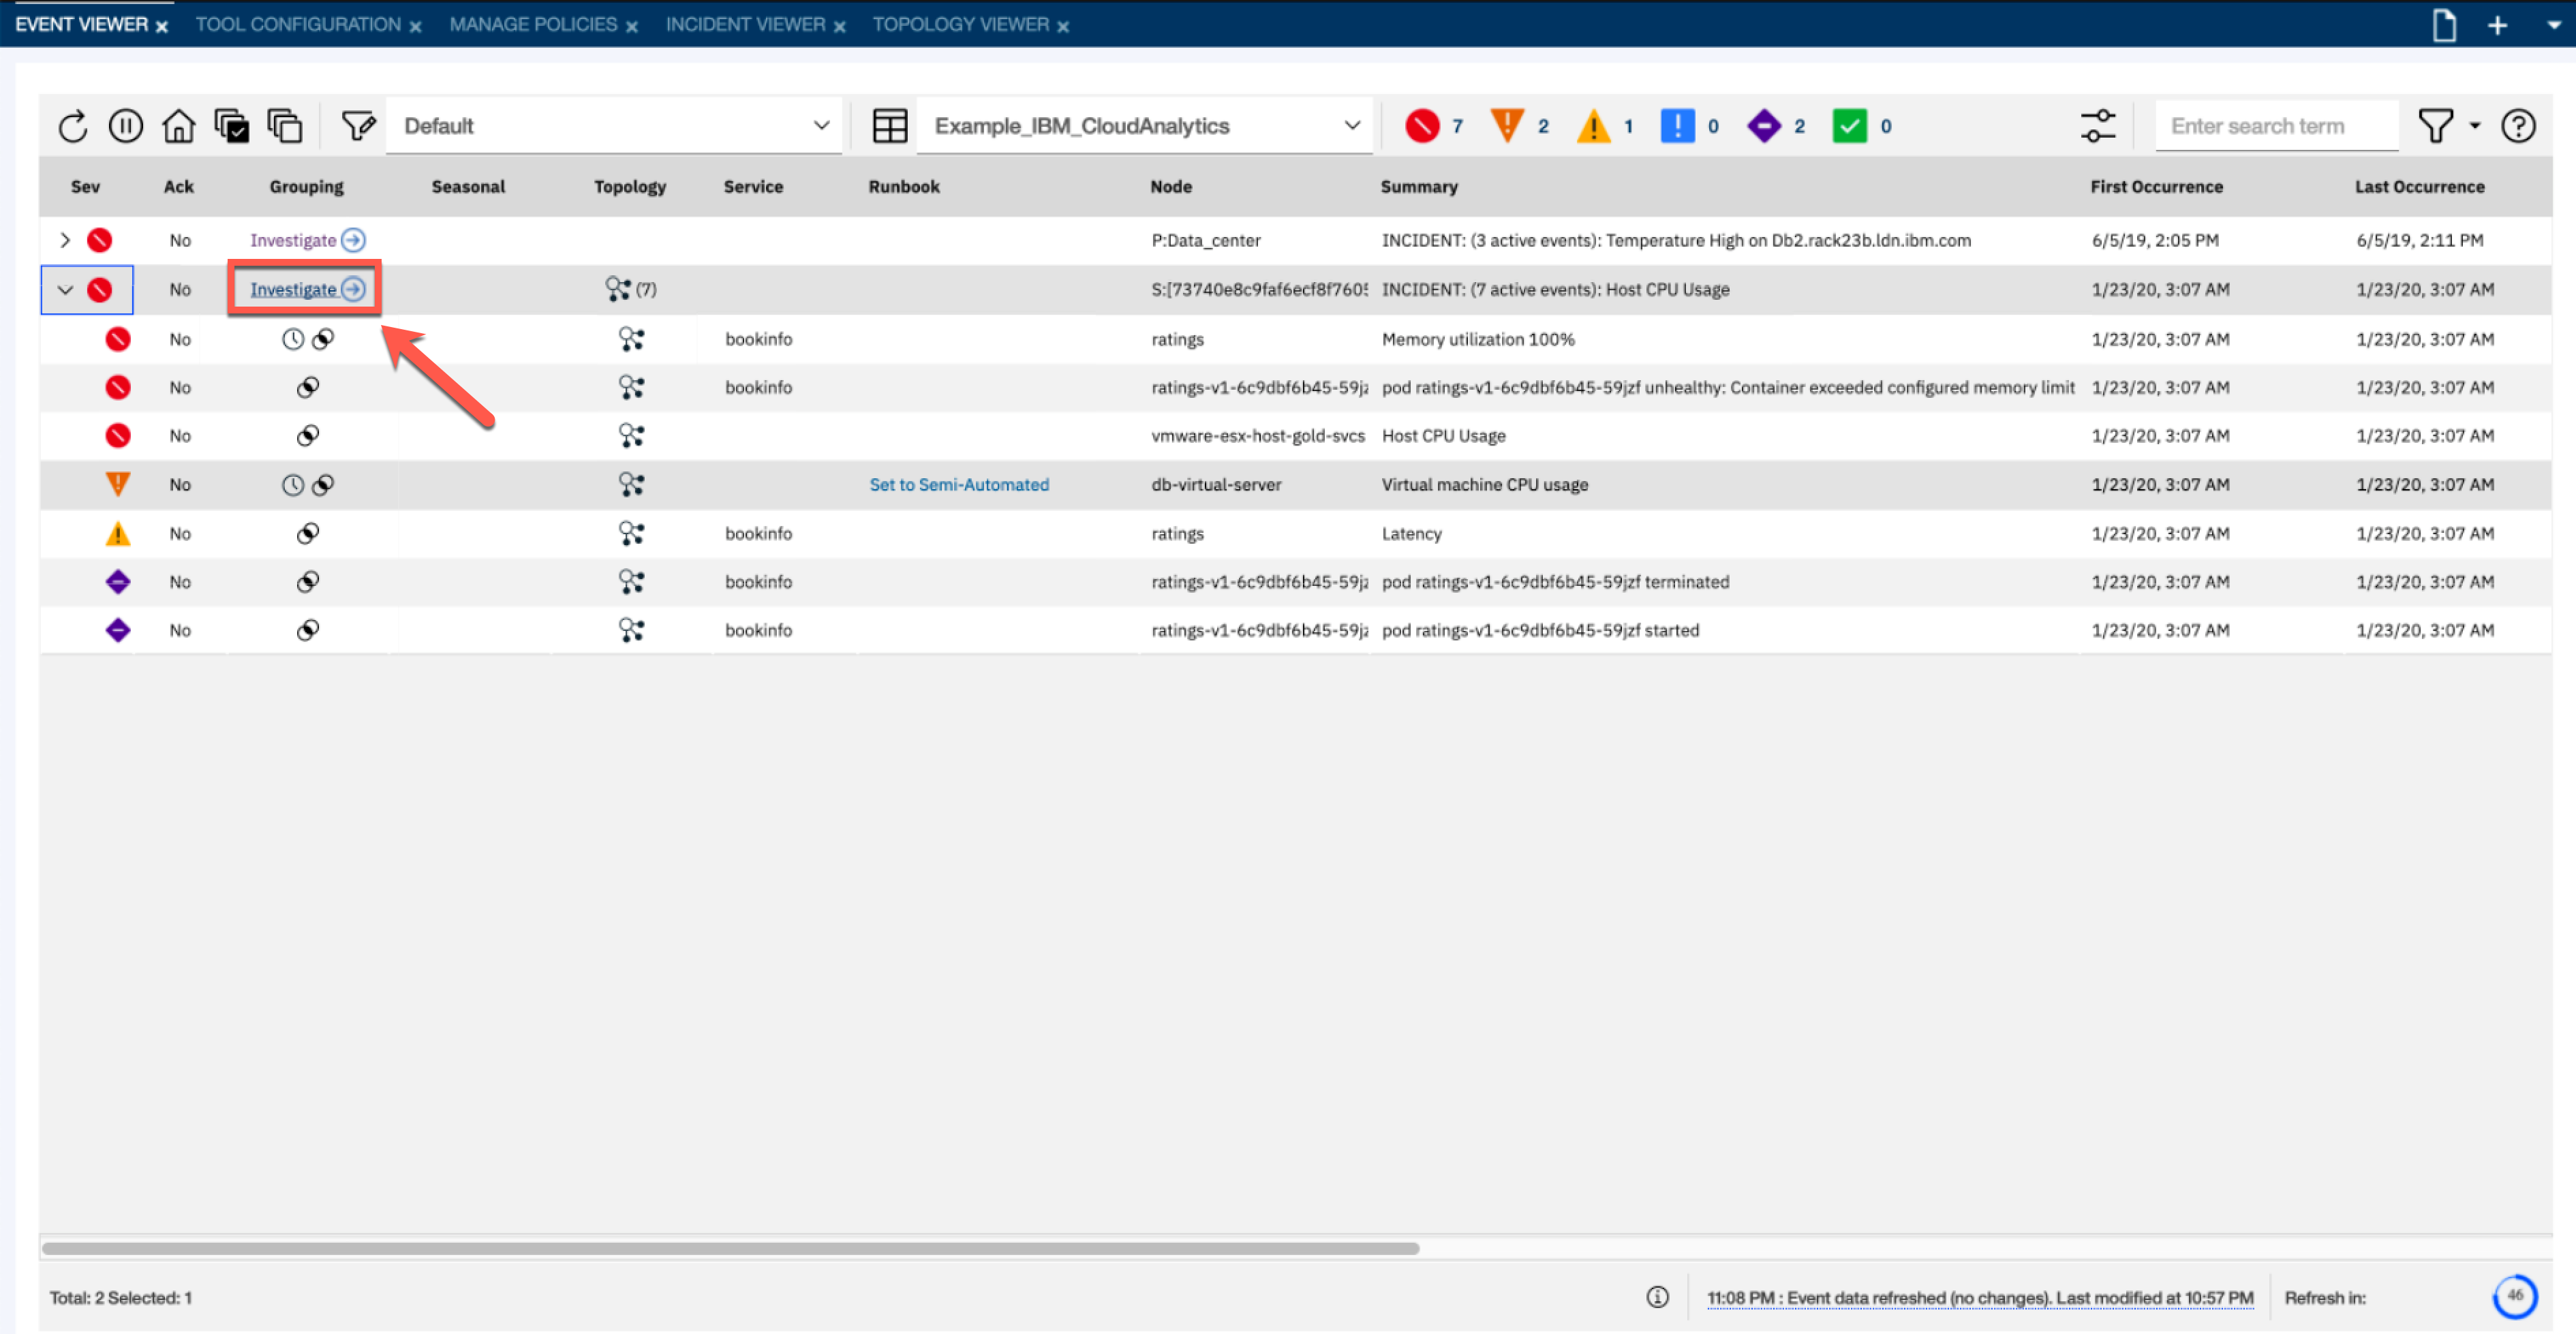 EVENT VIEWER x TOOL CONFIGURATION x MANAGE POLICIES x INCIDENT VIEWER x TOPOLOGY VIEWER x
Default Example_IBM_CloudAnalytics 7 2 1 0 2 0 Enter search term
Sev Ack Grouping Seasonal Topology Service Runbook Node Summary First Occurrence Last Occurrence
No Investigate P:Data_center INCIDENT: (3 active events): Temperature High on Db2.rack23b.ldn.ibm.com 6/5/19, 2:05 PM 6/5/19, 2:11 PM
No Investigate (7) S:[73740e8c9faf6ecf8f7605 INCIDENT: (7 active events): Host CPU Usage 1/23/20, 3:07 AM 1/23/20, 3:07 AM
No bookinfo ratings Memory utilization 100% 1/23/20, 3:07 AM 1/23/20, 3:07 AM
No bookinfo ratings-v1-6c9dbf6b45-59jz pod ratings-v1-6c9dbf6b45-59jzf unhealthy: Container exceeded configured memory limit 1/23/20, 3:07 AM 1/23/20, 3:07 AM
No vmware-esx-host-gold-svcs Host CPU Usage 1/23/20, 3:07 AM 1/23/20, 3:07 AM
No Set to Semi-Automated db-virtual-server Virtual machine CPU usage 1/23/20, 3:07 AM 1/23/20, 3:07 AM
No bookinfo ratings Latency 1/23/20, 3:07 AM 1/23/20, 3:07 AM
No bookinfo ratings-v1-6c9dbf6b45-59jz pod ratings-v1-6c9dbf6b45-59jzf terminated 1/23/20, 3:07 AM 1/23/20, 3:07 AM
No bookinfo ratings-v1-6c9dbf6b45-59jz pod ratings-v1-6c9dbf6b45-59jzf started 1/23/20, 3:07 AM 1/23/20, 3:07 AM
Total: 2 Selected: 1 11:08 PM : Event data refreshed (no changes). Last modified at 10:57 PM Refresh in: 46